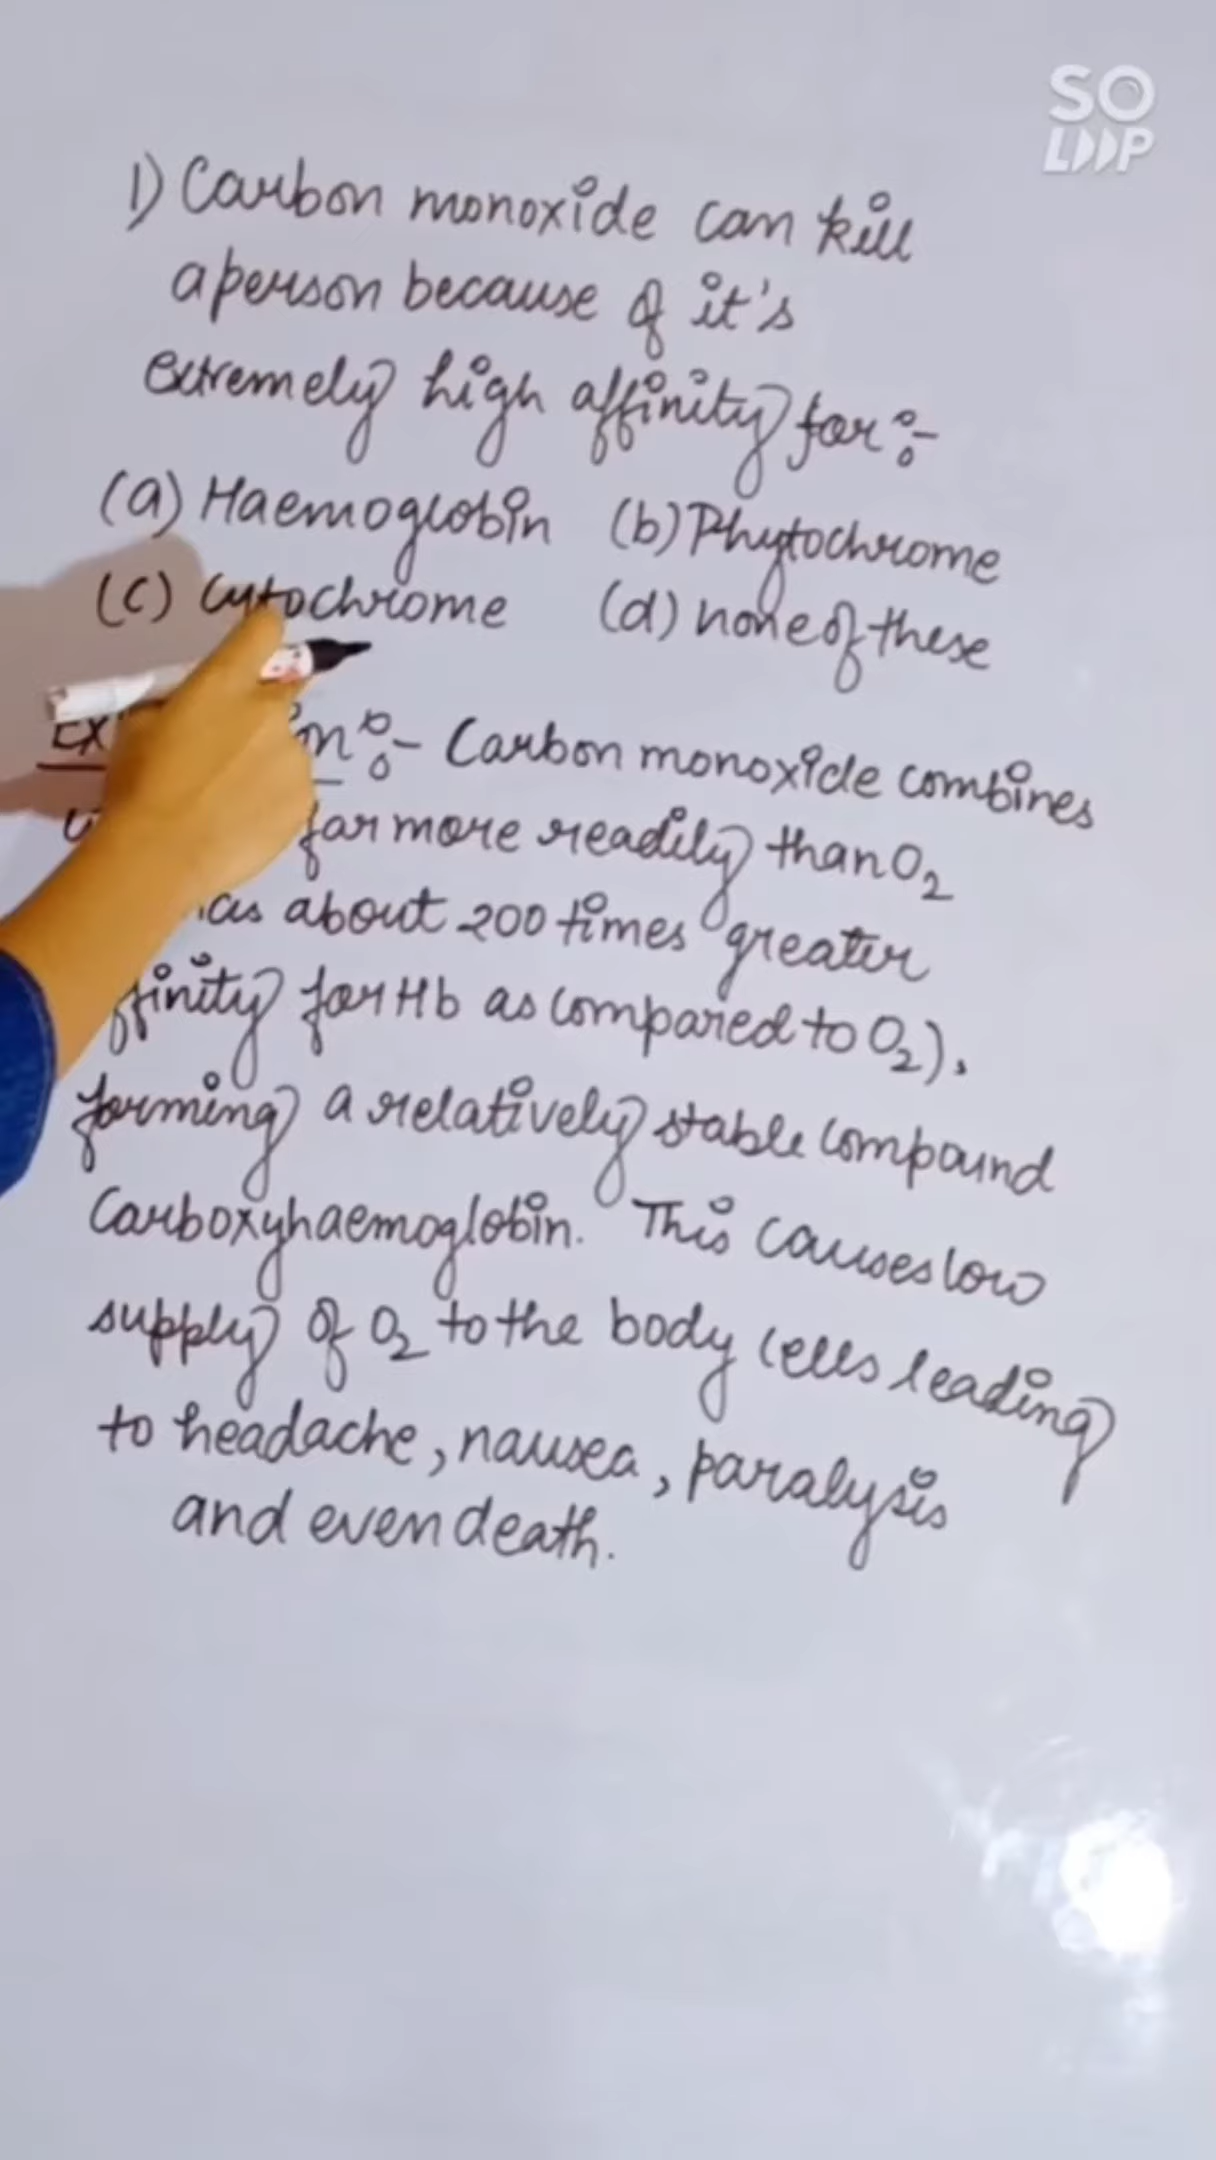 SO
LOOP
1) Carbon monoxide can kill
a person because of it's
extremely high affinity for :-
(a) Haemoglobin (b) Phytochrome
(c) Cytochrome (d) none of these
:- Carbon monoxide combines
far more readily than O2
about 200 times greater
for Hb as compared to O2),
forming a relatively stable compound
Carboxyhaemoglobin. This causes low
supply of O2 to the body cells leading
to headache, nausea, paralysis
and even death.